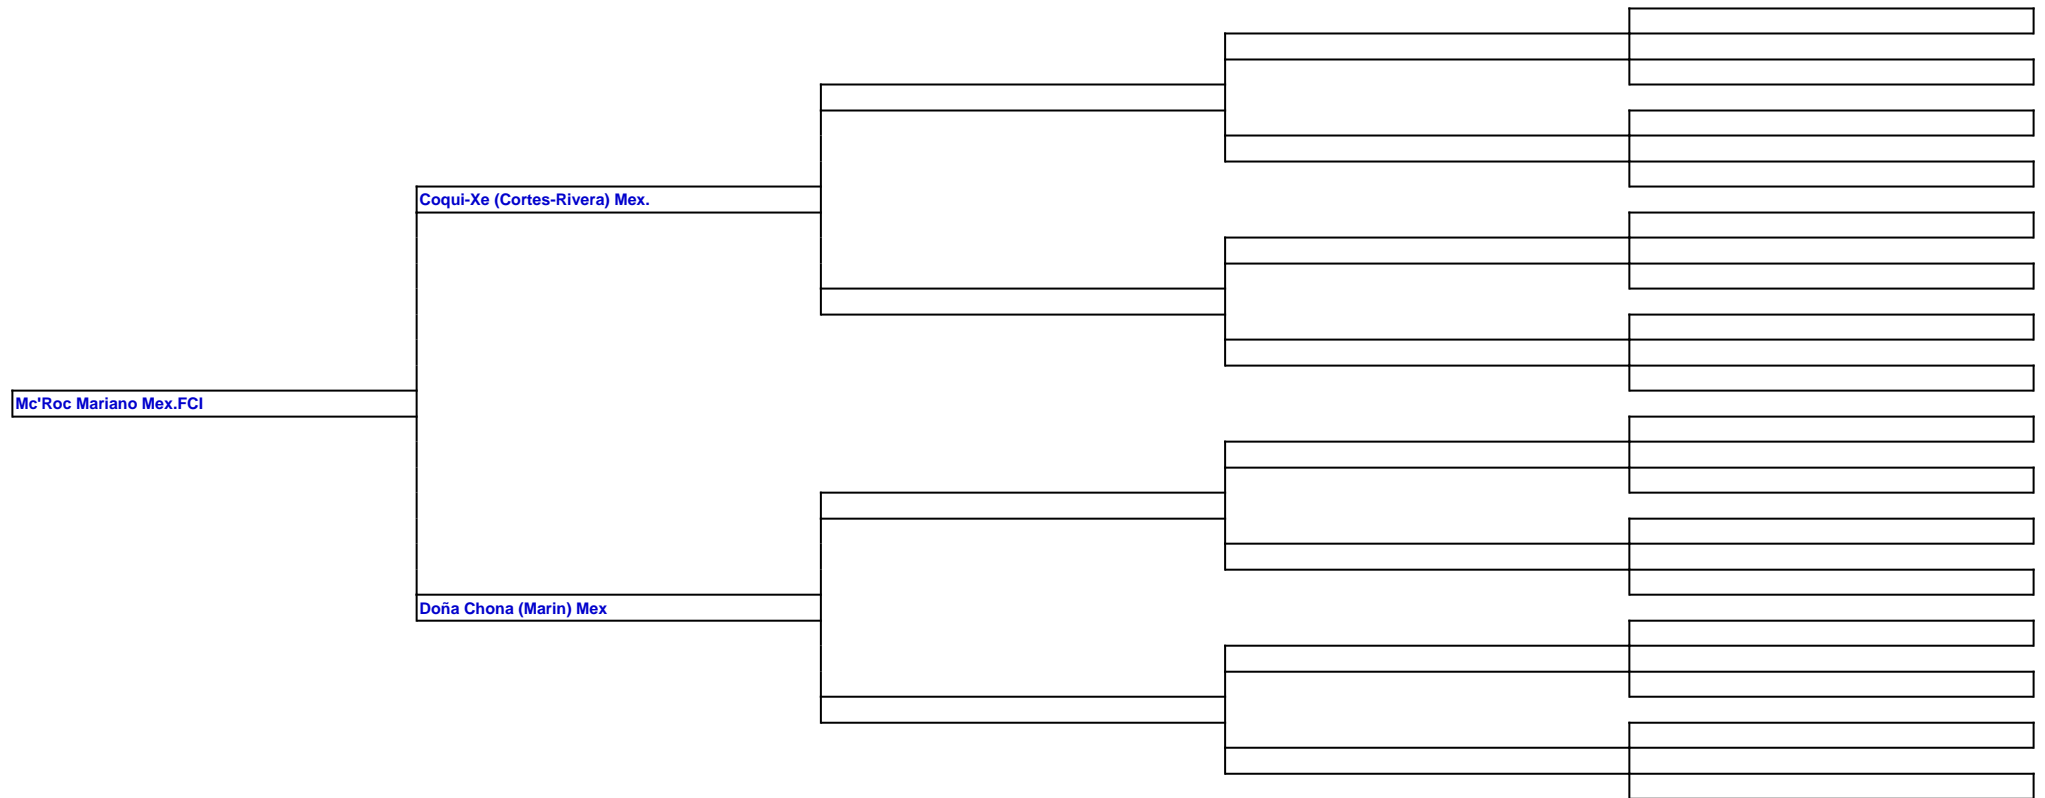 Coqui-Xe (Cortes-Rivera) Mex.
Mc'Roc Mariano Mex.FCI
Doña Chona (Marin) Mex